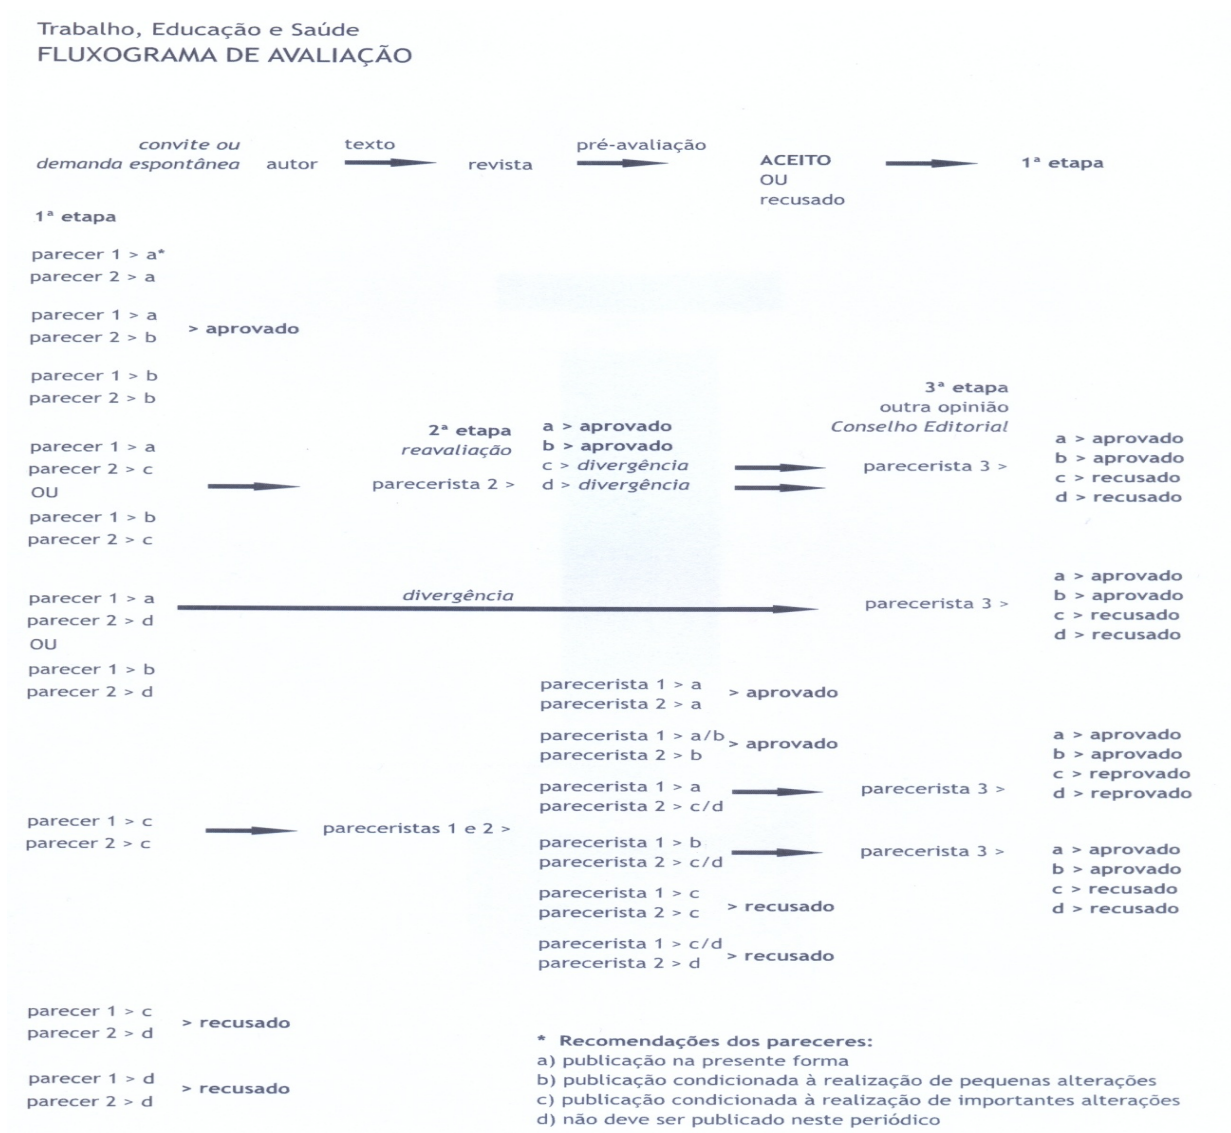 Trabalho, Educação e Saúde
FLUXOGRAMA DE AVALIAÇÃO
convite ou
demanda espontânea
autor
texto
revista
pré-avaliação
ACEITO
OU
recusado
1ª etapa
1ª etapa
parecer 1 > a*
parecer 2 > a
parecer 1 > a
parecer 2 > b
> aprovado
parecer 1 > b
parecer 2 > b
parecer 1 > a
parecer 2 > c
OU
parecer 1 > b
parecer 2 > c
2ª etapa
reavaliação
parecerista 2 >
a > aprovado
b > aprovado
c > divergência
d > divergência
3ª etapa
outra opinião
Conselho Editorial
parecerista 3 >
a > aprovado
b > aprovado
c > recusado
d > recusado
parecer 1 > a
parecer 2 > d
OU
parecer 1 > b
parecer 2 > d
divergência
parecerista 3 >
a > aprovado
b > aprovado
c > recusado
d > recusado
parecer 1 > c
parecer 2 > c
pareceristas 1 e 2 >
parecerista 1 > a
parecerista 2 > a
> aprovado
parecerista 1 > a/b
parecerista 2 > b
> aprovado
parecerista 1 > a
parecerista 2 > c/d
parecerista 3 >
a > aprovado
b > aprovado
c > reprovado
d > reprovado
parecerista 1 > b
parecerista 2 > c/d
parecerista 3 >
a > aprovado
b > aprovado
c > recusado
d > recusado
parecerista 1 > c
parecerista 2 > c
> recusado
parecerista 1 > c/d
parecerista 2 > d
> recusado
parecer 1 > c
parecer 2 > d
> recusado
parecer 1 > d
parecer 2 > d
> recusado
* Recomendações dos pareceres:
a) publicação na presente forma
b) publicação condicionada à realização de pequenas alterações
c) publicação condicionada à realização de importantes alterações
d) não deve ser publicado neste periódico